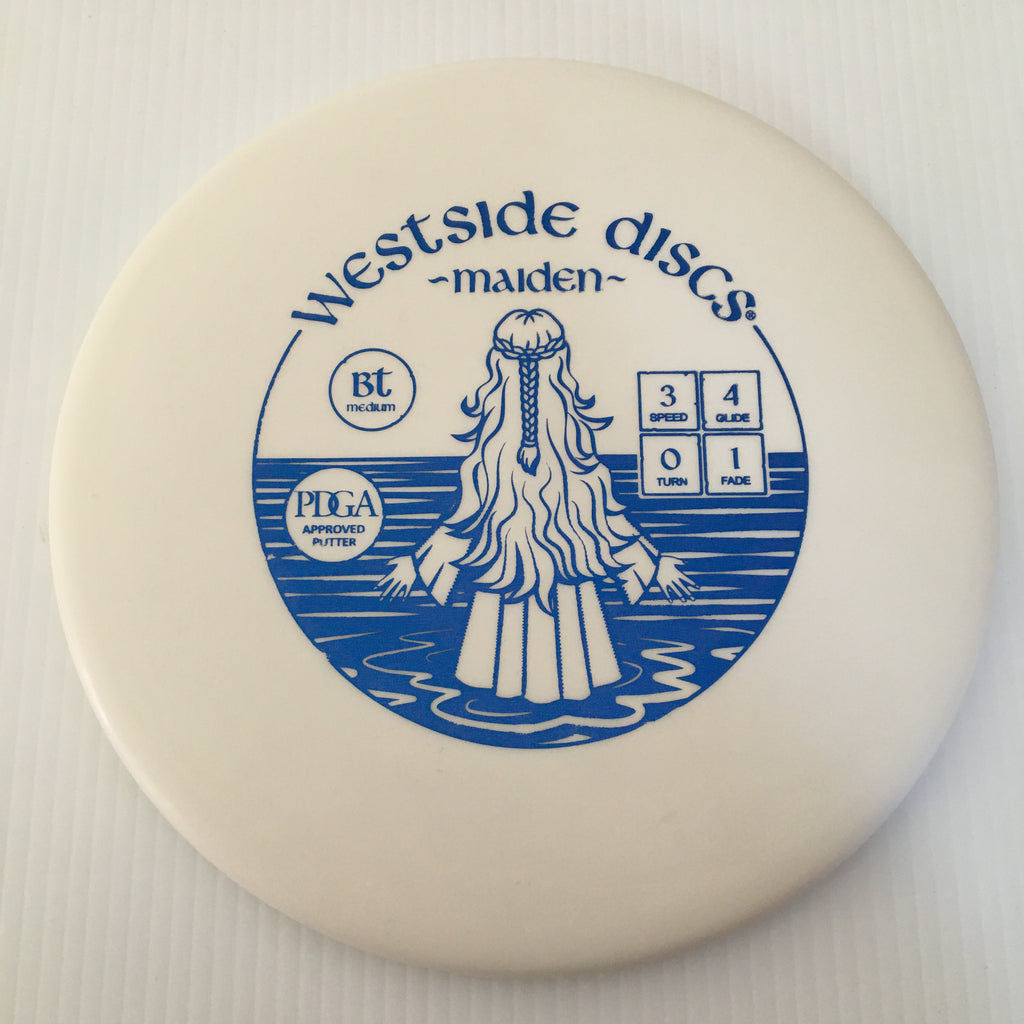 Westside Discs®
~Maiden~
BT
medium
3
SPEED
4
GLIDE
0
TURN
1
FADE
PDGA
APPROVED
PUTTER